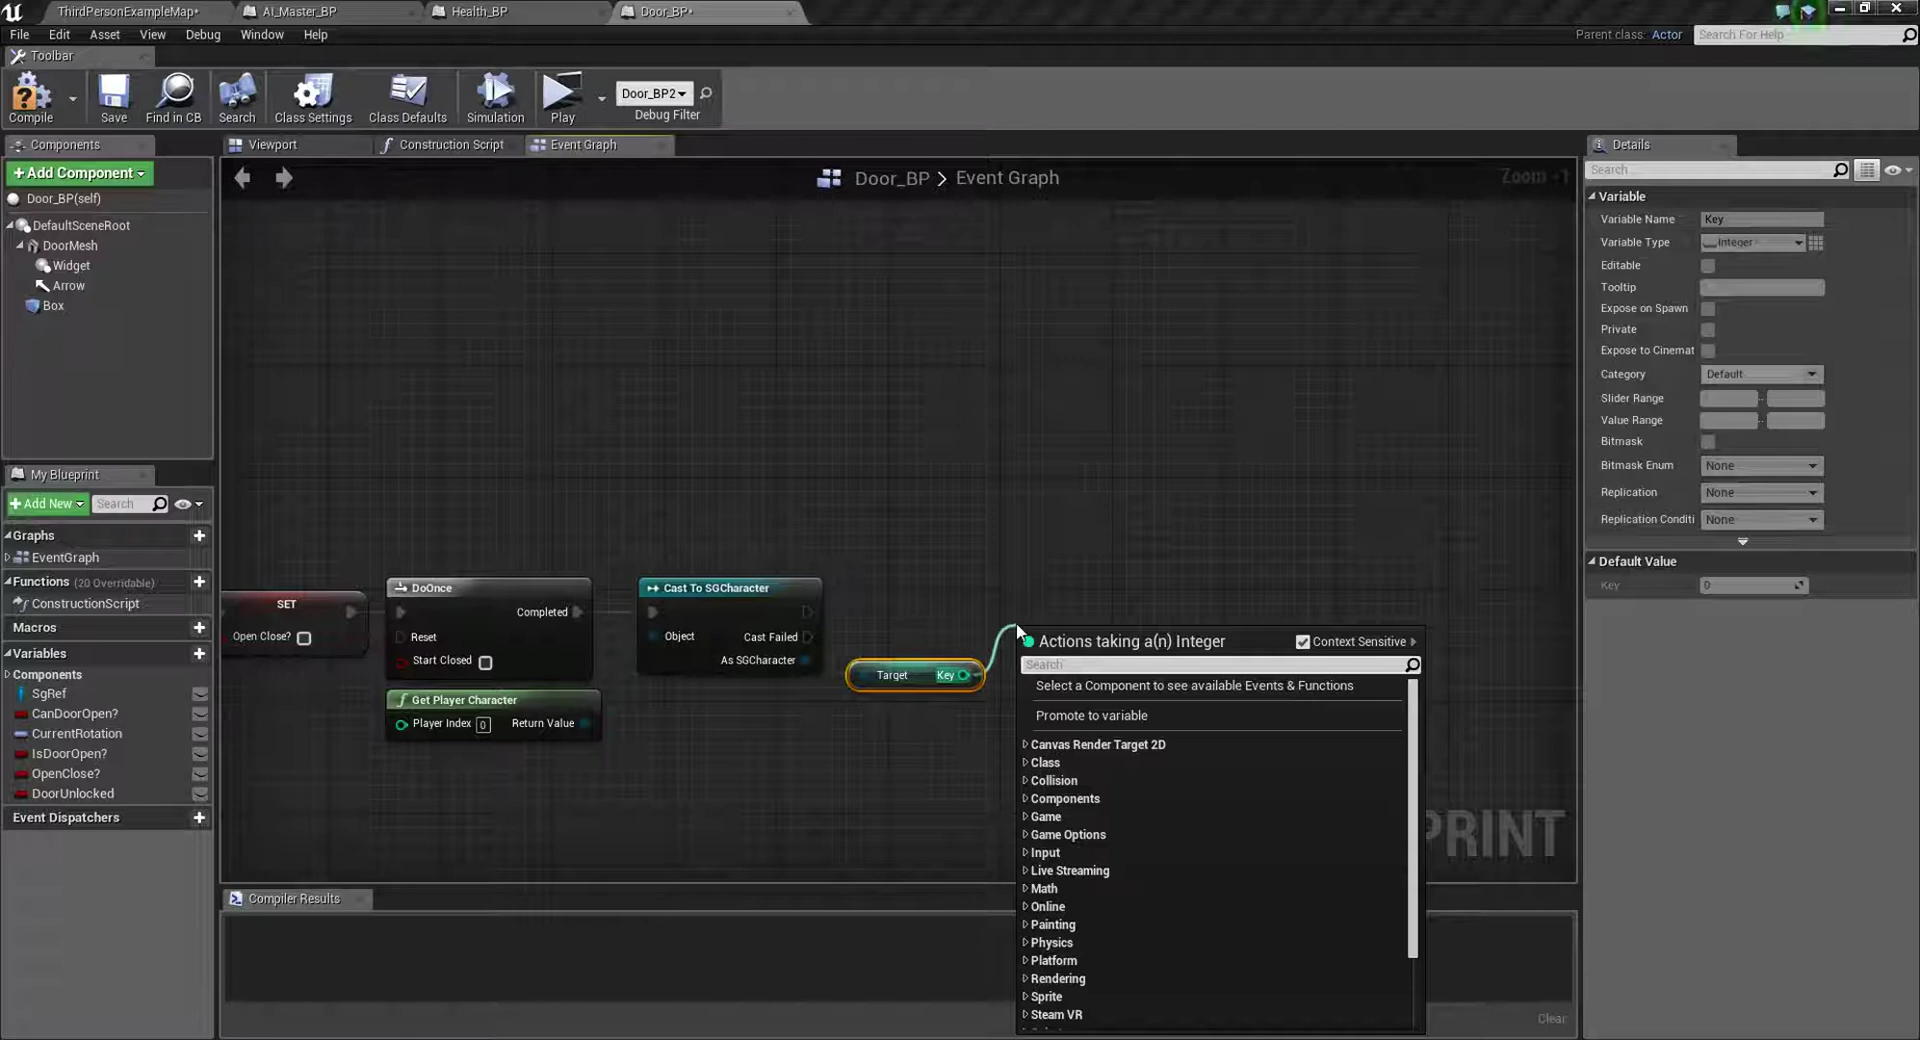 ThirdPersonExampleMap*
AI_Master_BP
Health_BP
Door_BP*
File Edit Asset View Debug Window Help
Parent class: Actor
Search For Help
Toolbar
Compile
Save
Find in CB
Search
Class Settings
Class Defaults
Simulation
Play
Door_BP2
Debug Filter
Components
+Add Component
Door_BP(self)
DefaultSceneRoot
DoorMesh
Widget
Arrow
Box
My Blueprint
+Add New
Search
Graphs
EventGraph
Functions (20 Overridable)
ConstructionScript
Macros
Variables
Components
SgRef
CanDoorOpen?
CurrentRotation
IsDoorOpen?
OpenClose?
DoorUnlocked
Event Dispatchers
Viewport
Construction Script
Event Graph
Door_BP > Event Graph
Zoom +1
SET
Open Close?
DoOnce
Completed
Reset
Start Closed
Get Player Character
Player Index 0 Return Value
Cast To SGCharacter
Object Cast Failed
As SGCharacter
Target Key
Actions taking a(n) Integer
Context Sensitive
Search
Select a Component to see available Events & Functions
Promote to variable
Canvas Render Target 2D
Class
Collision
Components
Game
Game Options
Input
Live Streaming
Math
Online
Painting
Physics
Platform
Rendering
Sprite
Steam VR
PRINT
Compiler Results
Clear
Details
Search
Variable
Variable Name Key
Variable Type Integer
Editable
Tooltip
Expose on Spawn
Private
Expose to Cinemat
Category Default
Slider Range
Value Range
Bitmask
Bitmask Enum None
Replication None
Replication Conditi None
Default Value
Key 0